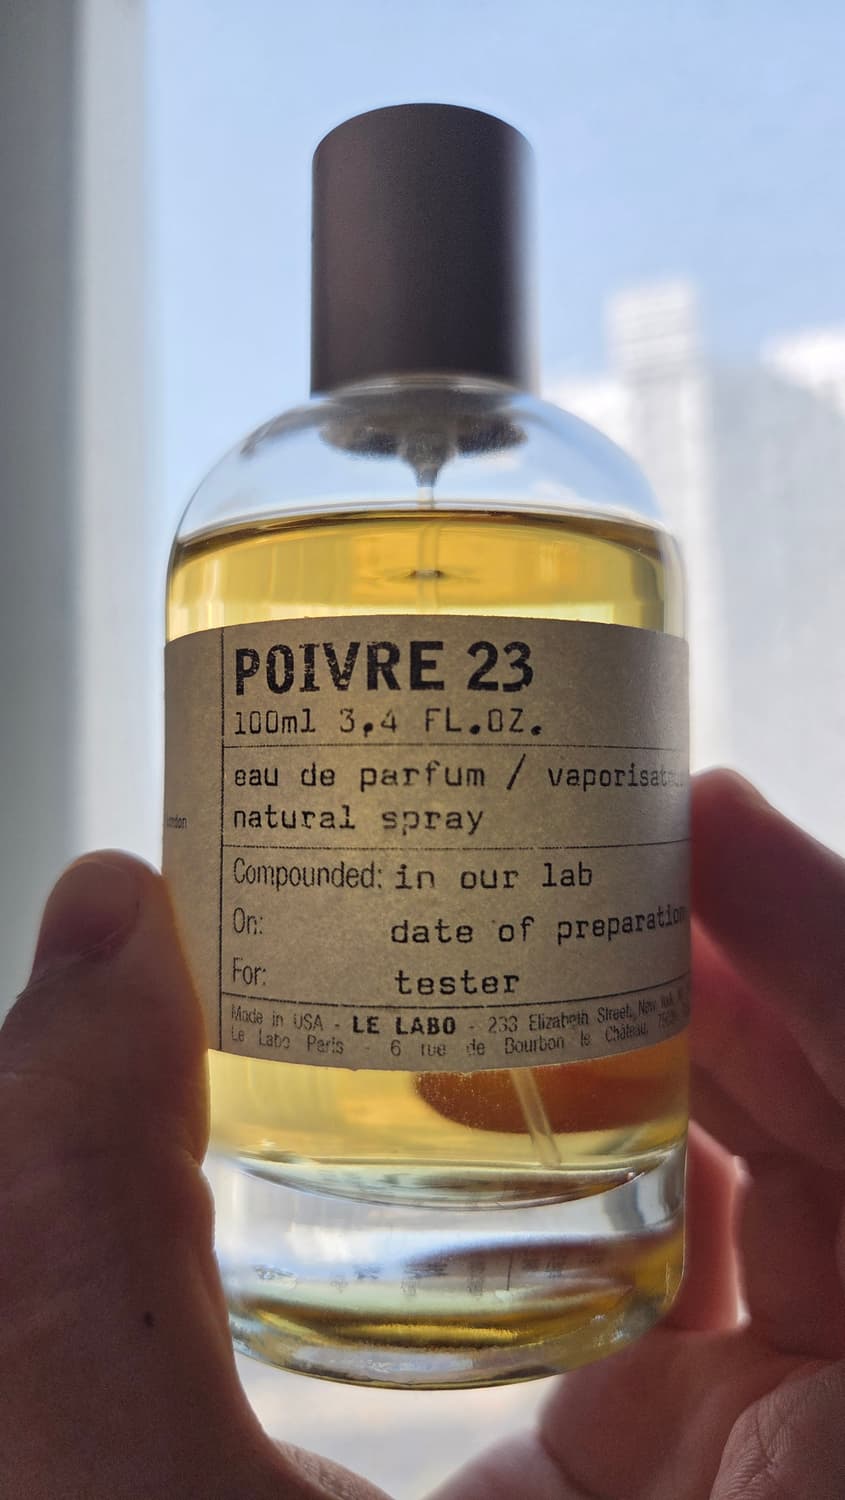 POIVRE 23
100ml 3,4 FL.OZ.
eau de parfum / vaporisateur
natural spray
London
Compounded: in our lab
On: date of preparation
For: tester
Made in USA - LE LABO - 233 Elizabeth Street, New York, N
Le Labo Paris - 6 rue de Bourbon le Château,